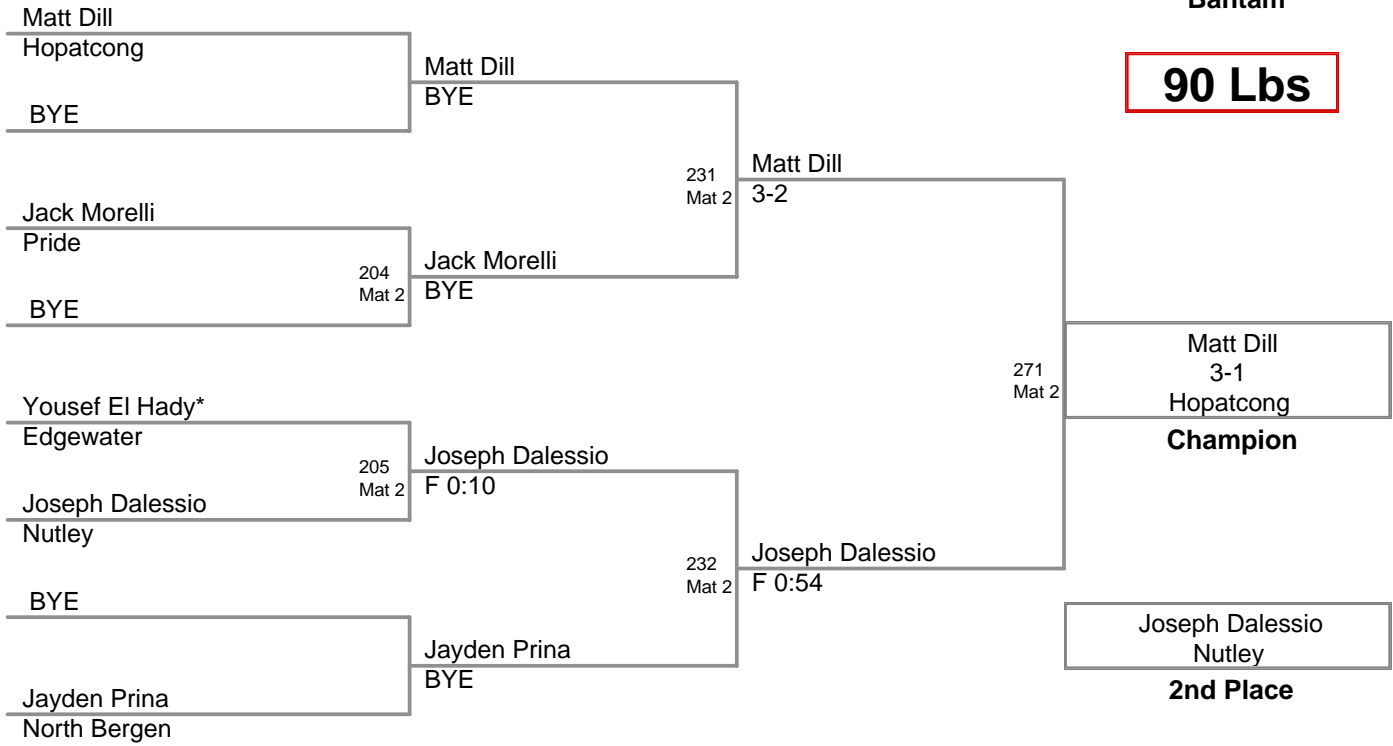 Bantam
90 Lbs
Matt Dill
Hopatcong
BYE
Jack Morelli
Pride
BYE
204
Mat 2
Yousef El Hady*
Edgewater
205
Mat 2
Joseph Dalessio
Nutley
BYE
Jayden Prina
North Bergen
Matt Dill
BYE
231
Mat 2
Jack Morelli
BYE
Joseph Dalessio
F 0:10
232
Mat 2
Jayden Prina
BYE
Matt Dill
3-2
271
Mat 2
Joseph Dalessio
F 0:54
Matt Dill
3-1
Hopatcong
Champion
Joseph Dalessio
Nutley
2nd Place